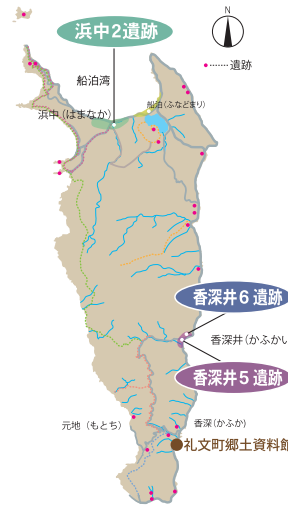 浜中2遺跡
N
遺跡
船泊湾
船泊(ふなどまり)
浜中(はまなか)
香深井6遺跡
香深井(かふかい
香深井5遺跡
元地(もとち)
香深(かふか)
礼文町郷土資料館